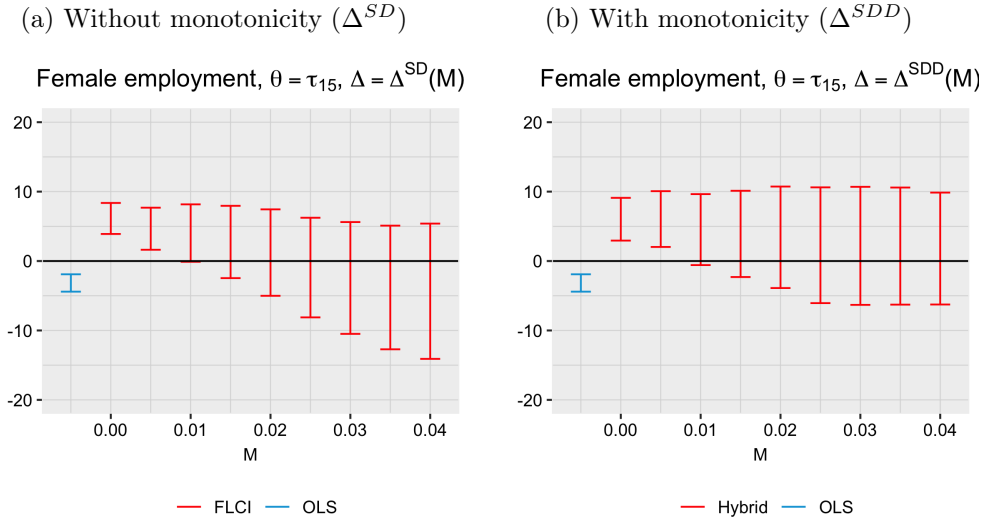 (a) Without monotonicity (Δ^SD)
Female employment, θ = τ₁₅, Δ = Δ^SD(M)
20
10
0
-10
-20
0.00 0.01 0.02 0.03 0.04
M
FLCI OLS
(b) With monotonicity (Δ^SDD)
Female employment, θ = τ₁₅, Δ = Δ^SDD(M)
20
10
0
-10
-20
0.00 0.01 0.02 0.03 0.04
M
Hybrid OLS